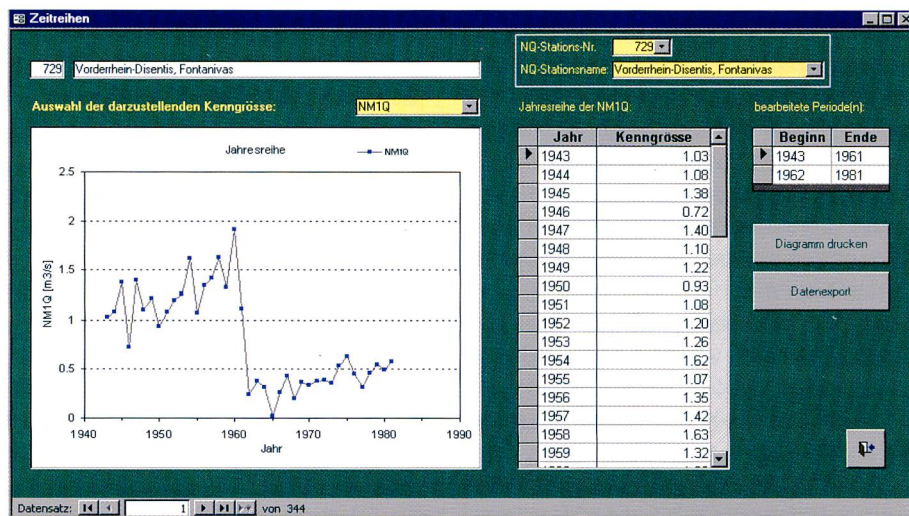 Zeitreihen
NQ-Stations-Nr. 729
729 Vorderrhein-Disentis, Fontanivas
NQ-Stationsname: Vorderrhein-Disentis, Fontanivas
Auswahl der darzustellenden Kenngrösse: NM1Q
Jahresreihe der NM1Q:
bearbeitete Periode(n):
Jahresreihe
NM1Q
2.5
2
1.5
1
0.5
0
NM1Q [m3/s]
1940 1950 1960 1970 1980 1990
Jahr
Jahr Kenngrösse
1943 1.03
1944 1.08
1945 1.38
1946 0.72
1947 1.40
1948 1.10
1949 1.22
1950 0.93
1951 1.08
1952 1.20
1953 1.26
1954 1.62
1955 1.07
1956 1.35
1957 1.42
1958 1.63
1959 1.32
Beginn Ende
1943 1961
1962 1981
Diagramm drucken
Datenexport
Datensatz: 1 von 344